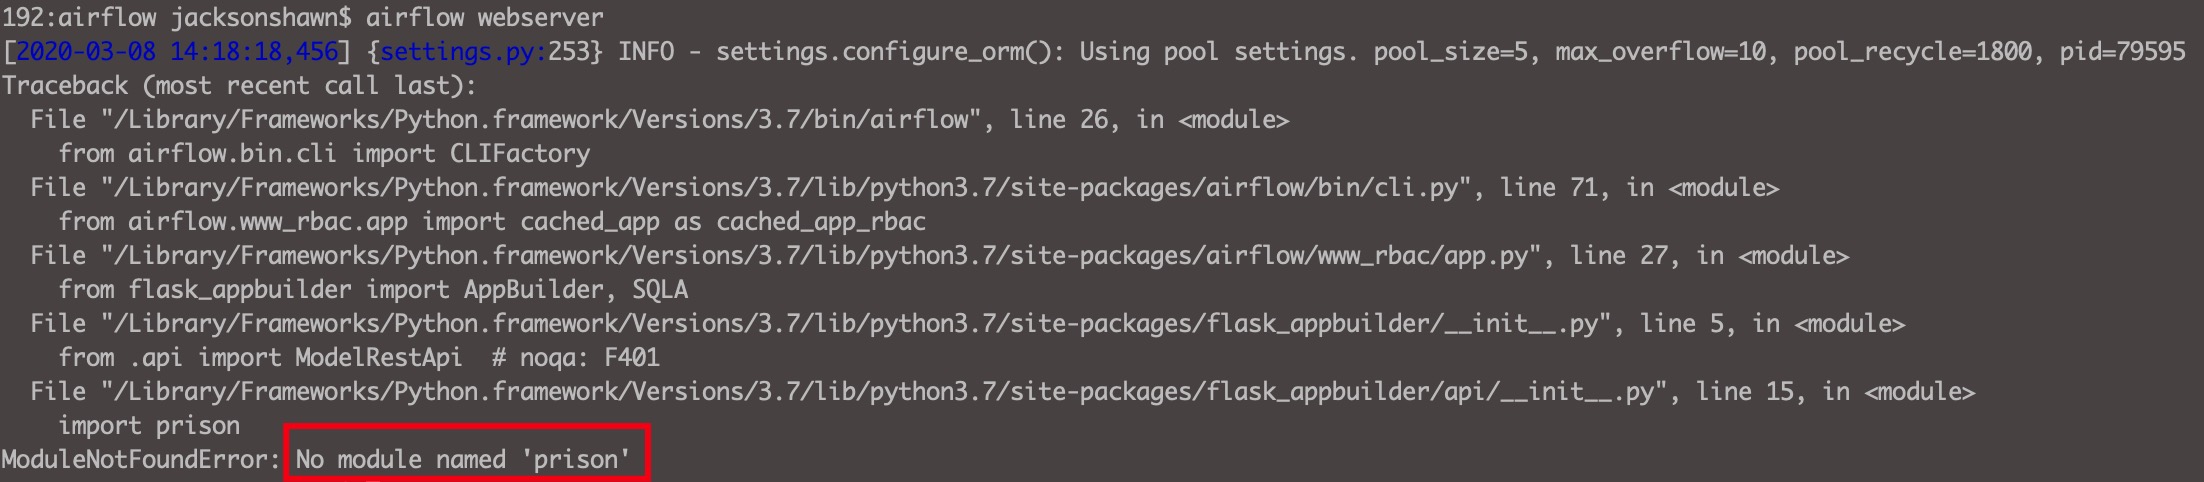 192:airflow jacksonshawn$ airflow webserver
[2020-03-08 14:18:18,456] {settings.py:253} INFO - settings.configure_orm(): Using pool settings. pool_size=5, max_overflow=10, pool_recycle=1800, pid=79595
Traceback (most recent call last):
  File "/Library/Frameworks/Python.framework/Versions/3.7/bin/airflow", line 26, in <module>
    from airflow.bin.cli import CLIFactory
  File "/Library/Frameworks/Python.framework/Versions/3.7/lib/python3.7/site-packages/airflow/bin/cli.py", line 71, in <module>
    from airflow.www_rbac.app import cached_app as cached_app_rbac
  File "/Library/Frameworks/Python.framework/Versions/3.7/lib/python3.7/site-packages/airflow/www_rbac/app.py", line 27, in <module>
    from flask_appbuilder import AppBuilder, SQLA
  File "/Library/Frameworks/Python.framework/Versions/3.7/lib/python3.7/site-packages/flask_appbuilder/__init__.py", line 5, in <module>
    from .api import ModelRestApi  # noqa: F401
  File "/Library/Frameworks/Python.framework/Versions/3.7/lib/python3.7/site-packages/flask_appbuilder/api/__init__.py", line 15, in <module>
    import prison
ModuleNotFoundError: No module named 'prison'